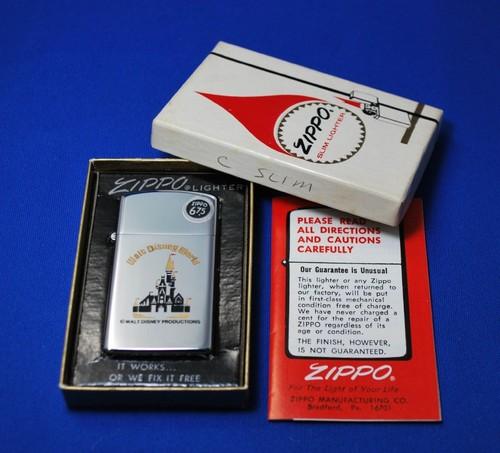 ZIPPO®
SLIM LIGHTER
C SLIM
ZIPPO® LIGHTER
ZIPPO
675
Walt Disney World
© WALT DISNEY PRODUCTIONS
IT WORKS...
OR WE FIX IT FREE
PLEASE READ
ALL DIRECTIONS
AND CAUTIONS
CAREFULLY
Our Guarantee is Unusual
This lighter or any Zippo
lighter, when returned to
our factory, will be put
in first-class mechanical
condition free of charge.
We have never charged a
cent for the repair of a
ZIPPO regardless of its
age or condition.
THE FINISH, HOWEVER,
IS NOT GUARANTEED.
ZIPPO®
For The Light of Your Life
ZIPPO MANUFACTURING CO.
Bradford, Pa. 16701